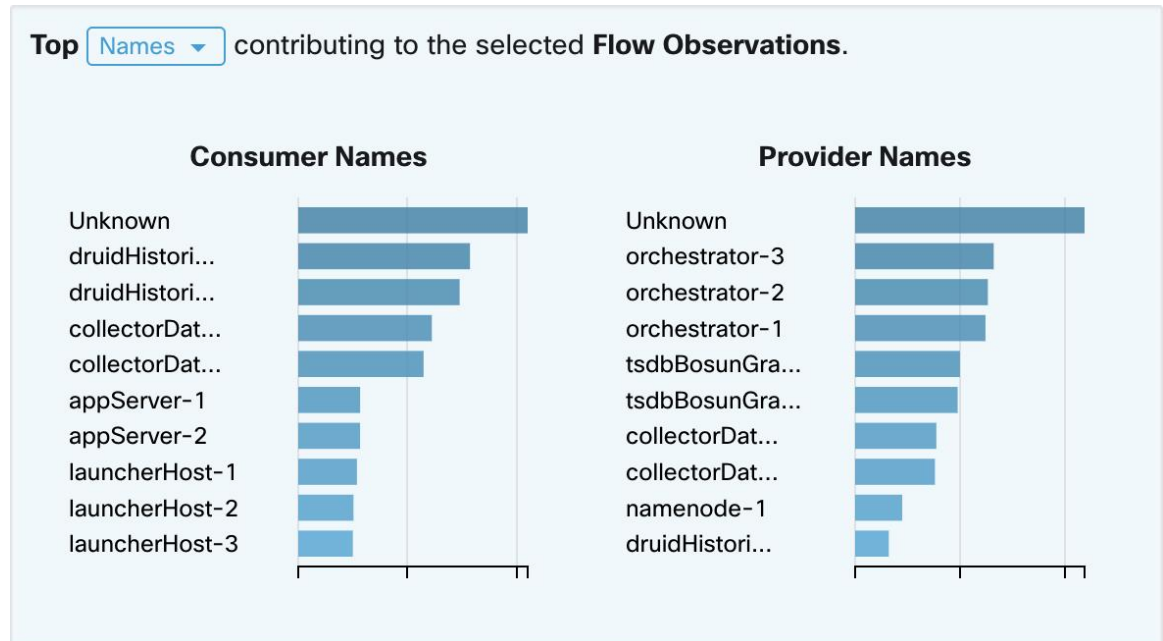 Top Names contributing to the selected Flow Observations.
Consumer Names
Unknown
druidHistori...
druidHistori...
collectorDat...
collectorDat...
appServer-1
appServer-2
launcherHost-1
launcherHost-2
launcherHost-3
Provider Names
Unknown
orchestrator-3
orchestrator-2
orchestrator-1
tsdbBosunGra...
tsdbBosunGra...
collectorDat...
collectorDat...
namenode-1
druidHistori...